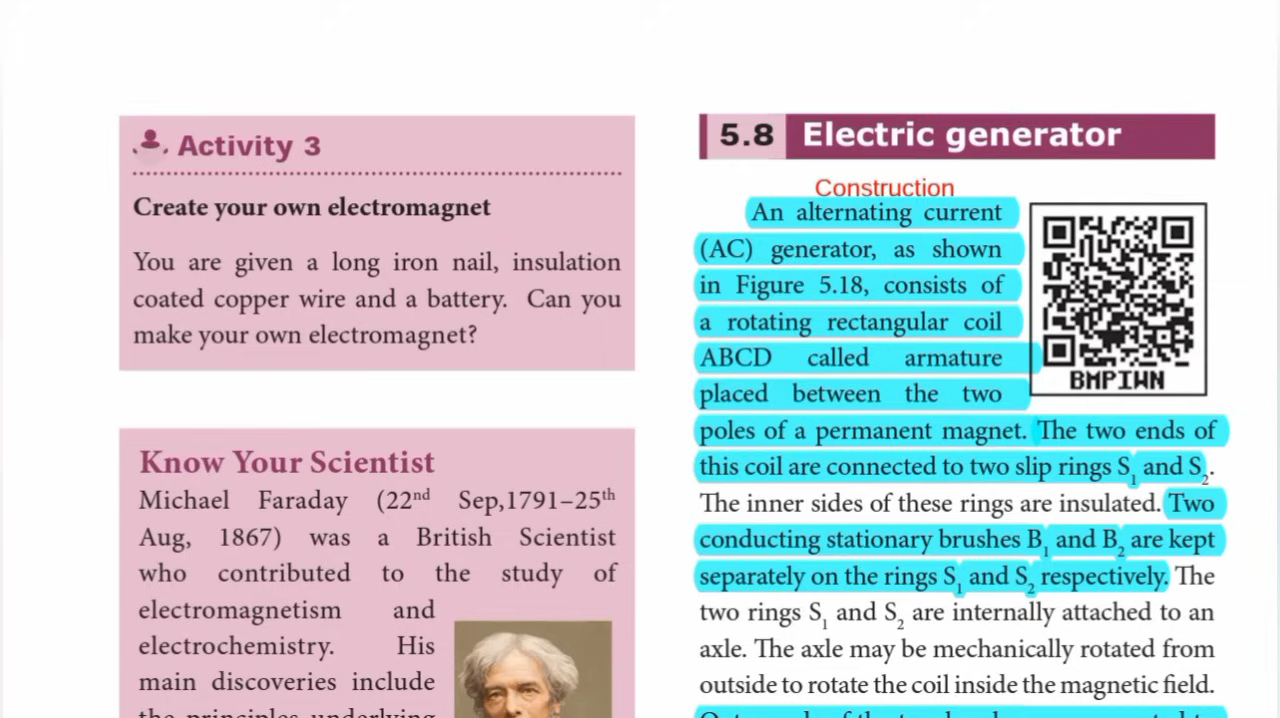 Activity 3
Create your own electromagnet
You are given a long iron nail, insulation
coated copper wire and a battery. Can you
make your own electromagnet?
Know Your Scientist
Michael Faraday (22nd Sep,1791–25th
Aug, 1867) was a British Scientist
who contributed to the study of
electromagnetism and
electrochemistry. His
main discoveries include
the principles underlying
5.8 Electric generator
Construction
An alternating current
(AC) generator, as shown
in Figure 5.18, consists of
a rotating rectangular coil
ABCD called armature
placed between the two
poles of a permanent magnet. The two ends of
this coil are connected to two slip rings S1 and S2.
The inner sides of these rings are insulated. Two
conducting stationary brushes B1 and B2 are kept
separately on the rings S1 and S2 respectively. The
two rings S1 and S2 are internally attached to an
axle. The axle may be mechanically rotated from
outside to rotate the coil inside the magnetic field.
BMPIWN